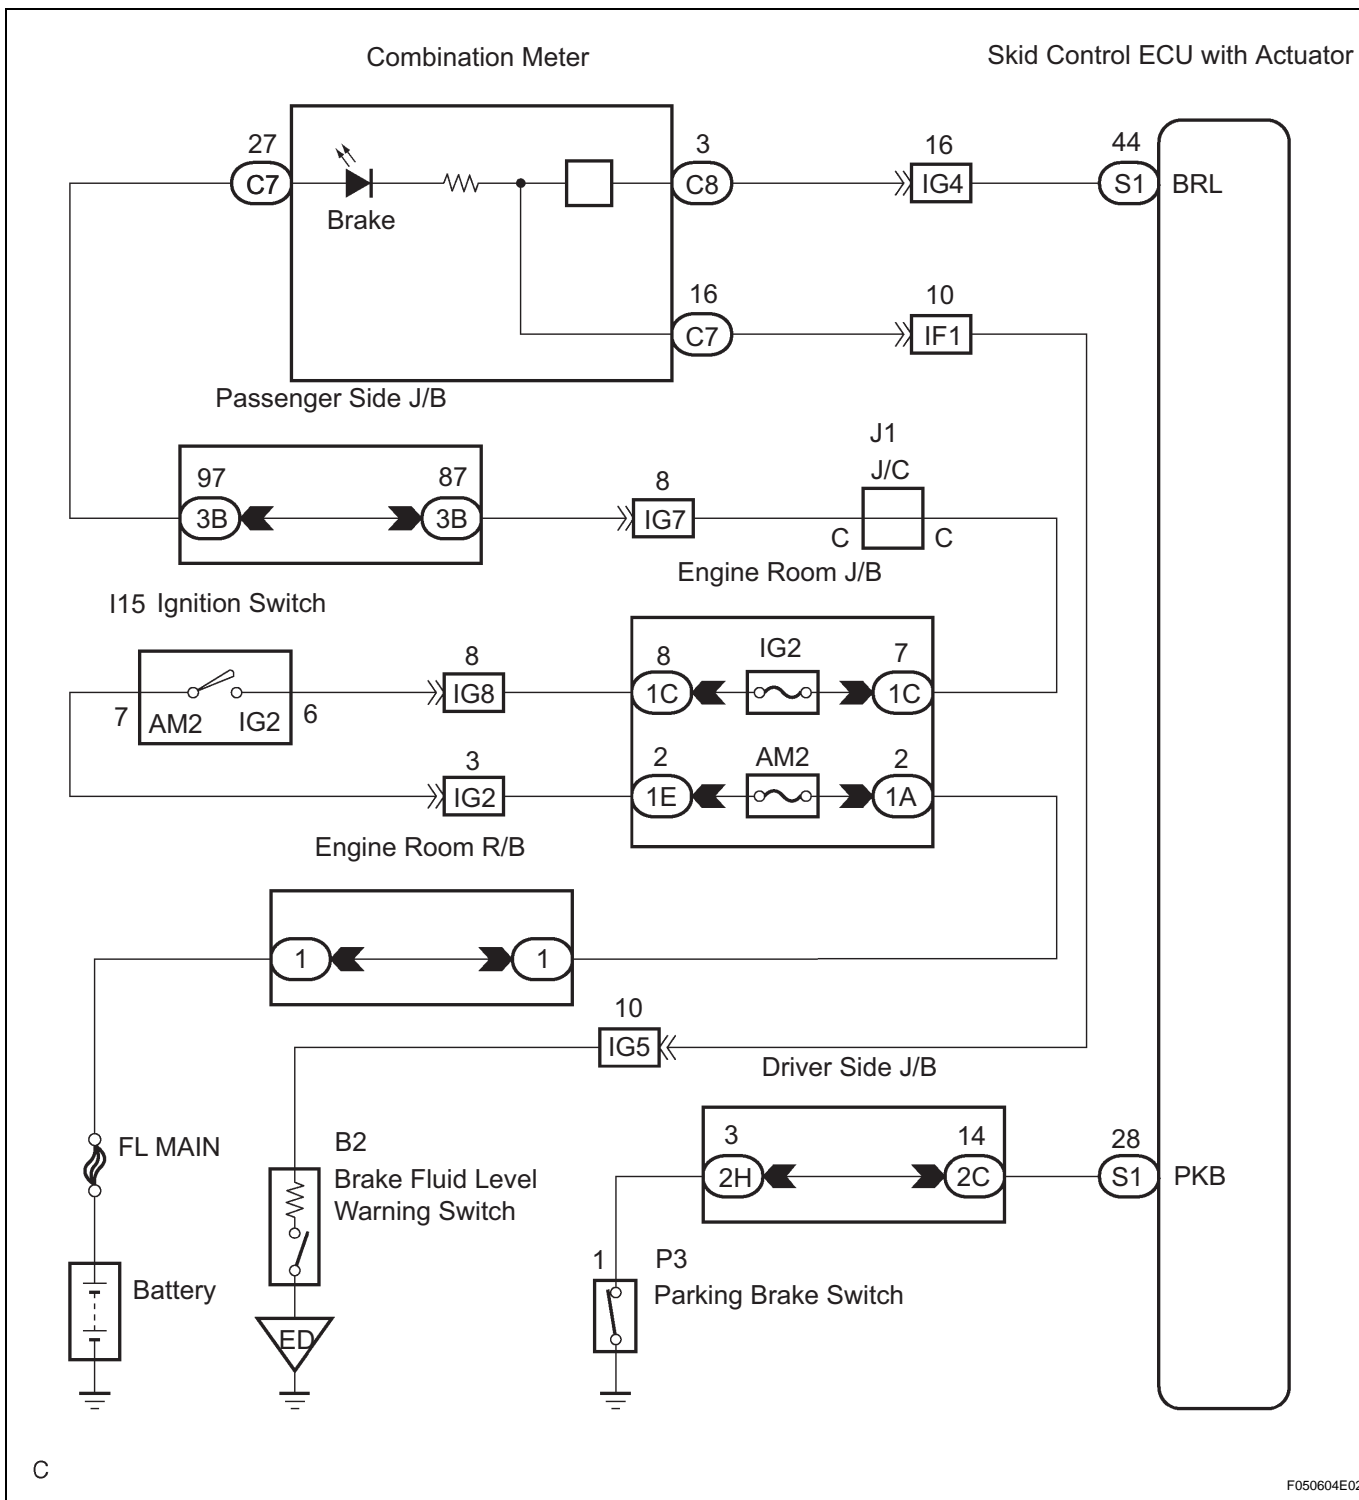 Combination Meter
Skid Control ECU with Actuator
27
3
16
44
C7
C8
IG4
S1
BRL
Brake
16
10
C7
IF1
Passenger Side J/B
J1
J/C
97
87
8
3B
3B
IG7
C
C
Engine Room J/B
I15 Ignition Switch
8
8
IG2
7
IG8
1C
1C
7
AM2
IG2
6
3
2
AM2
2
IG2
1E
1A
Engine Room R/B
1
1
10
IG5
Driver Side J/B
FL MAIN
B2
Brake Fluid Level
Warning Switch
3
14
28
2H
2C
S1
PKB
1
P3
Parking Brake Switch
Battery
ED
C
F050604E02